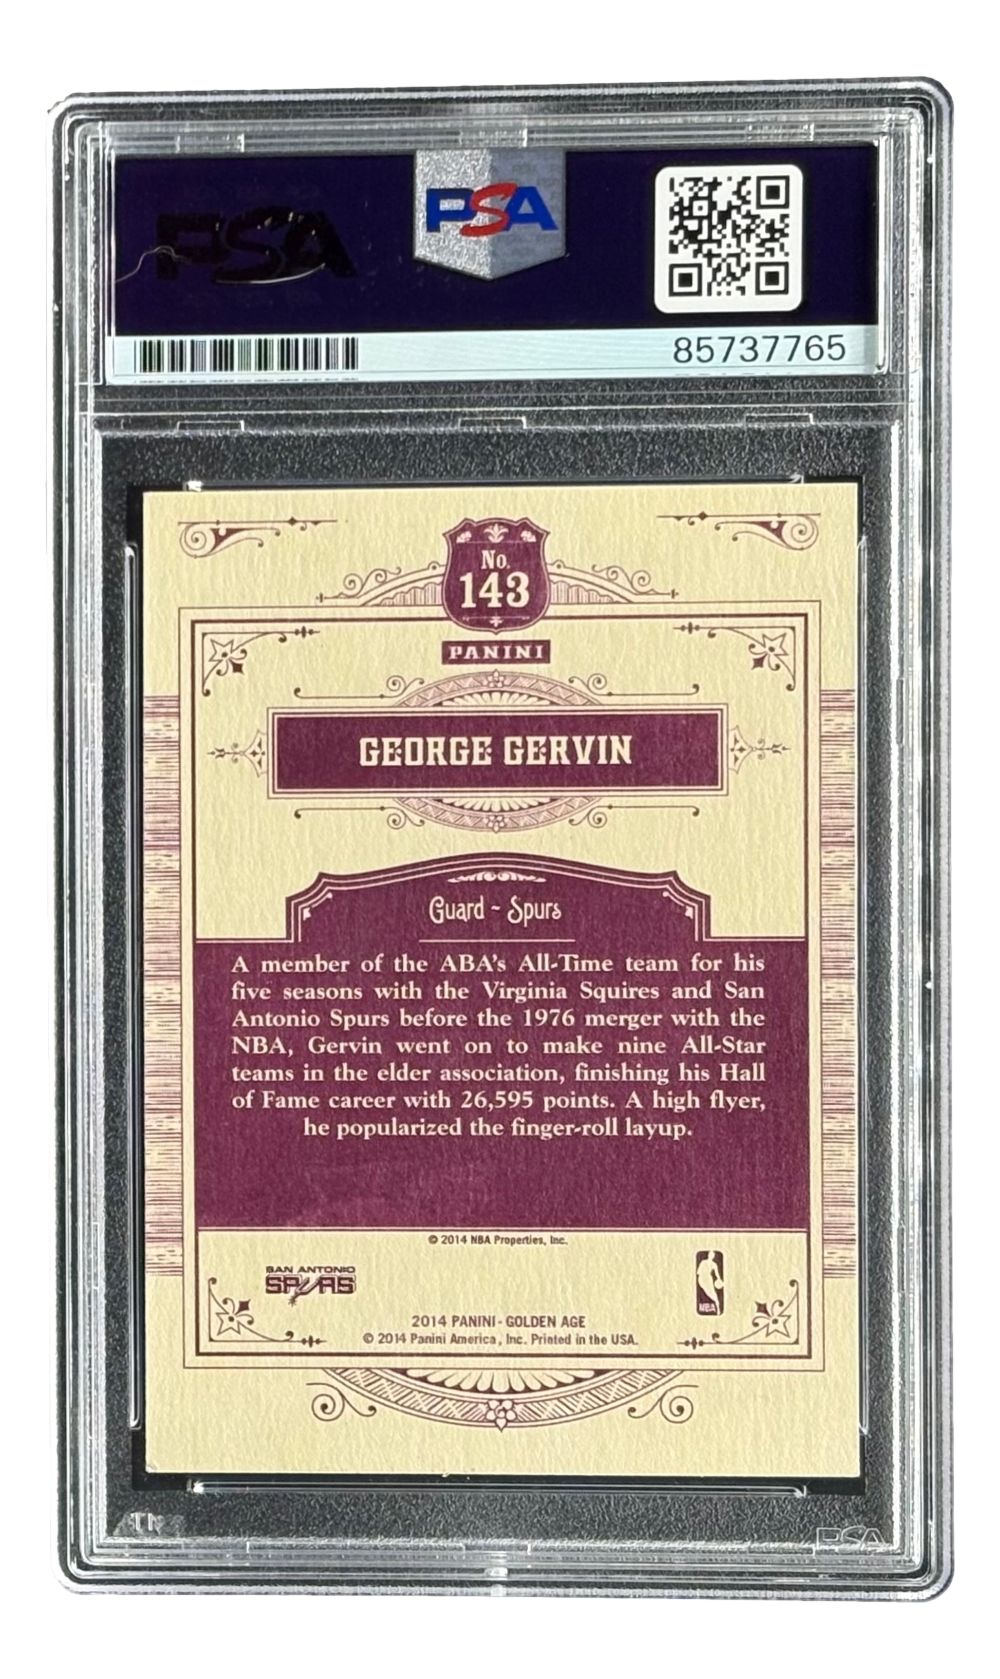 PSA
PSA
85737765
No.
143
PANINI
GEORGE GERVIN
Guard ~ Spurs
A member of the ABA's All-Time team for his
five seasons with the Virginia Squires and San
Antonio Spurs before the 1976 merger with the
NBA, Gervin went on to make nine All-Star
teams in the elder association, finishing his Hall
of Fame career with 26,595 points. A high flyer,
he popularized the finger-roll layup.
© 2014 NBA Properties, Inc.
SAN ANTONIO
SPURS
NBA
2014 PANINI - GOLDEN AGE
© 2014 Panini America, Inc. Printed in the USA.
PSA